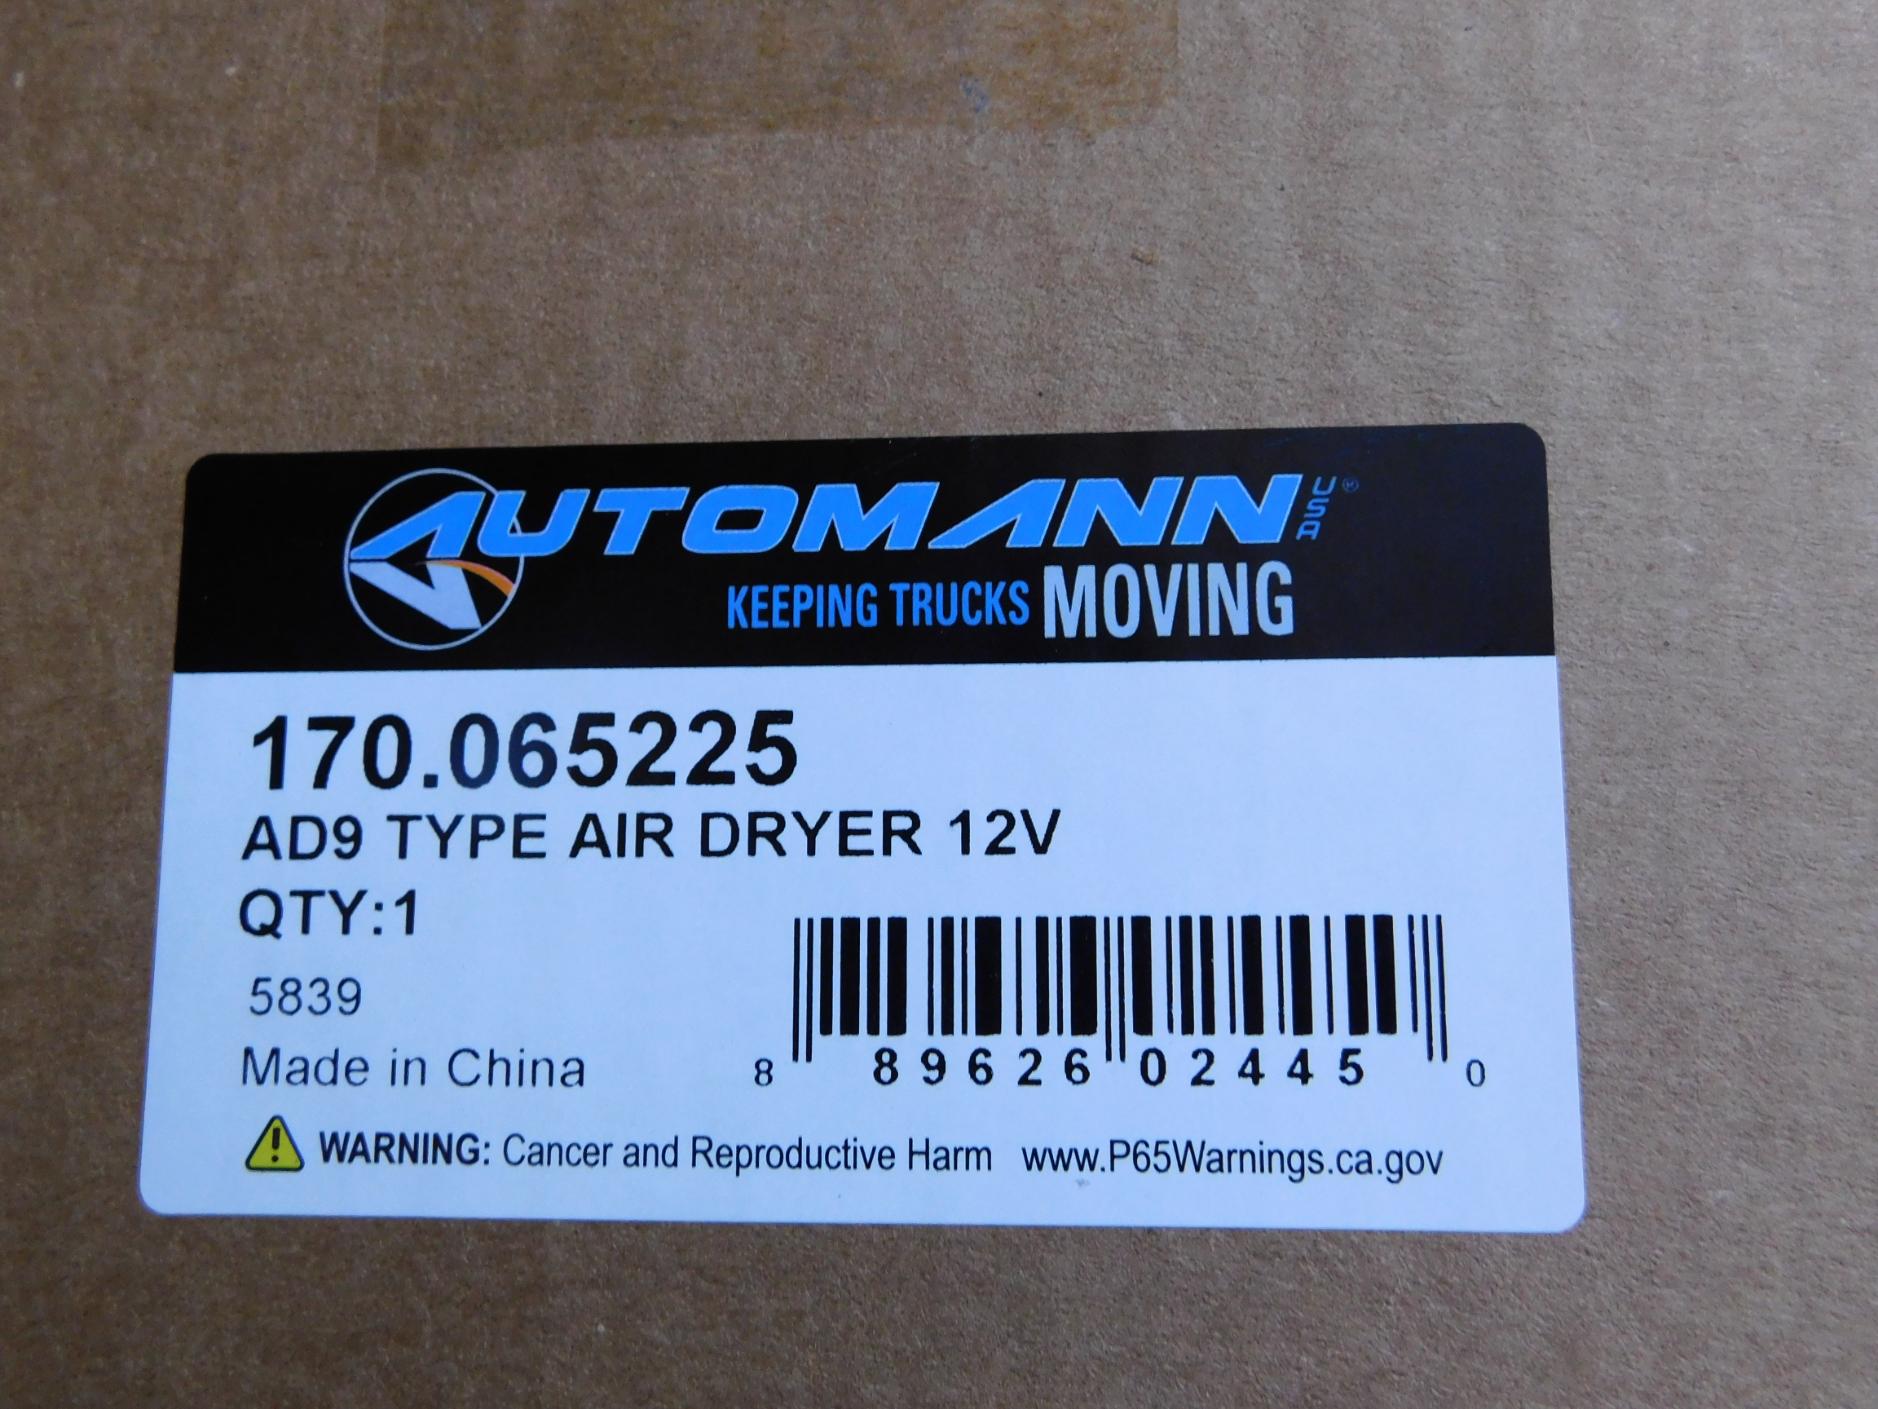 AUTOMANN USA®
KEEPING TRUCKS MOVING
170.065225
AD9 TYPE AIR DRYER 12V
QTY:1
5839
Made in China
8 89626 02445 0
WARNING: Cancer and Reproductive Harm www.P65Warnings.ca.gov